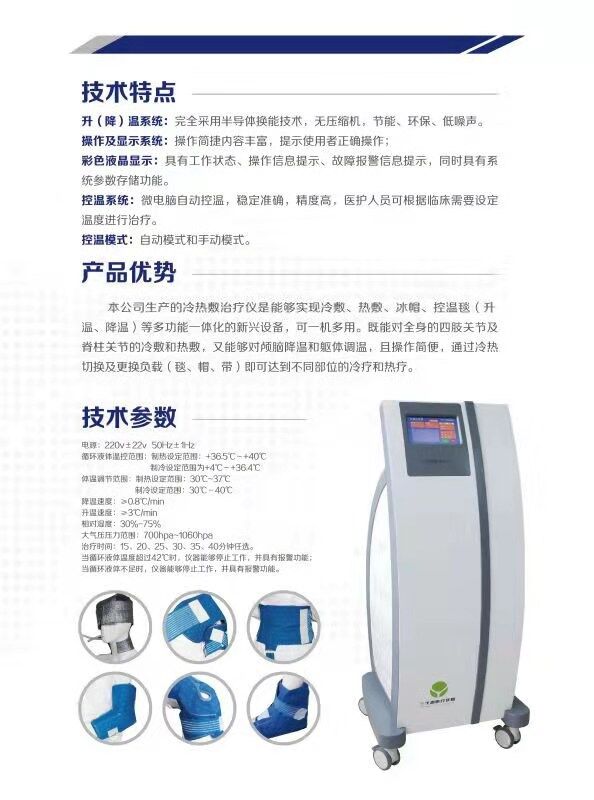 技术特点
升（降）温系统：完全采用半导体换能技术，无压缩机，节能、环保、低噪声。
操作及显示系统：操作简捷内容丰富，提示使用者正确操作；
彩色液晶显示：具有工作状态、操作信息提示、故障报警信息提示，同时具有系
统参数存储功能。
控温系统：微电脑自动控温，稳定准确，精度高，医护人员可根据临床需要设定
温度进行治疗。
控温模式：自动模式和手动模式。
产品优势
本公司生产的冷热敷治疗仪是能够实现冷敷、热敷、冰帽、控温毯（升
温、降温）等多功能一体化的新兴设备，可一机多用。既能对全身的四肢关节及
脊柱关节的冷敷和热敷，又能够对颅脑降温和躯体调温，且操作简便，通过冷热
切换及更换负载（毯、帽、带）即可达到不同部位的冷疗和热疗。
技术参数
电源：220v±22v 50Hz±1Hz
循环液体温控范围：制热设定范围：+36.5℃～+40℃
制冷设定范围为+4℃～+36.4℃
体温调节范围：制热设定范围：30℃~37℃
制冷设定范围：30℃～40℃
降温速度：≥0.8℃/min
升温速度：≥3℃/min
相对湿度：30%-75%
大气压压力范围：700hpa~1060hpa
治疗时间：15、20、25、30、35、40分钟任选。
当循环液体温度超过42℃时，仪器能够停止工作，并具有报警功能；
当循环液体不足时，仪器能够停止工作，并具有报警功能。